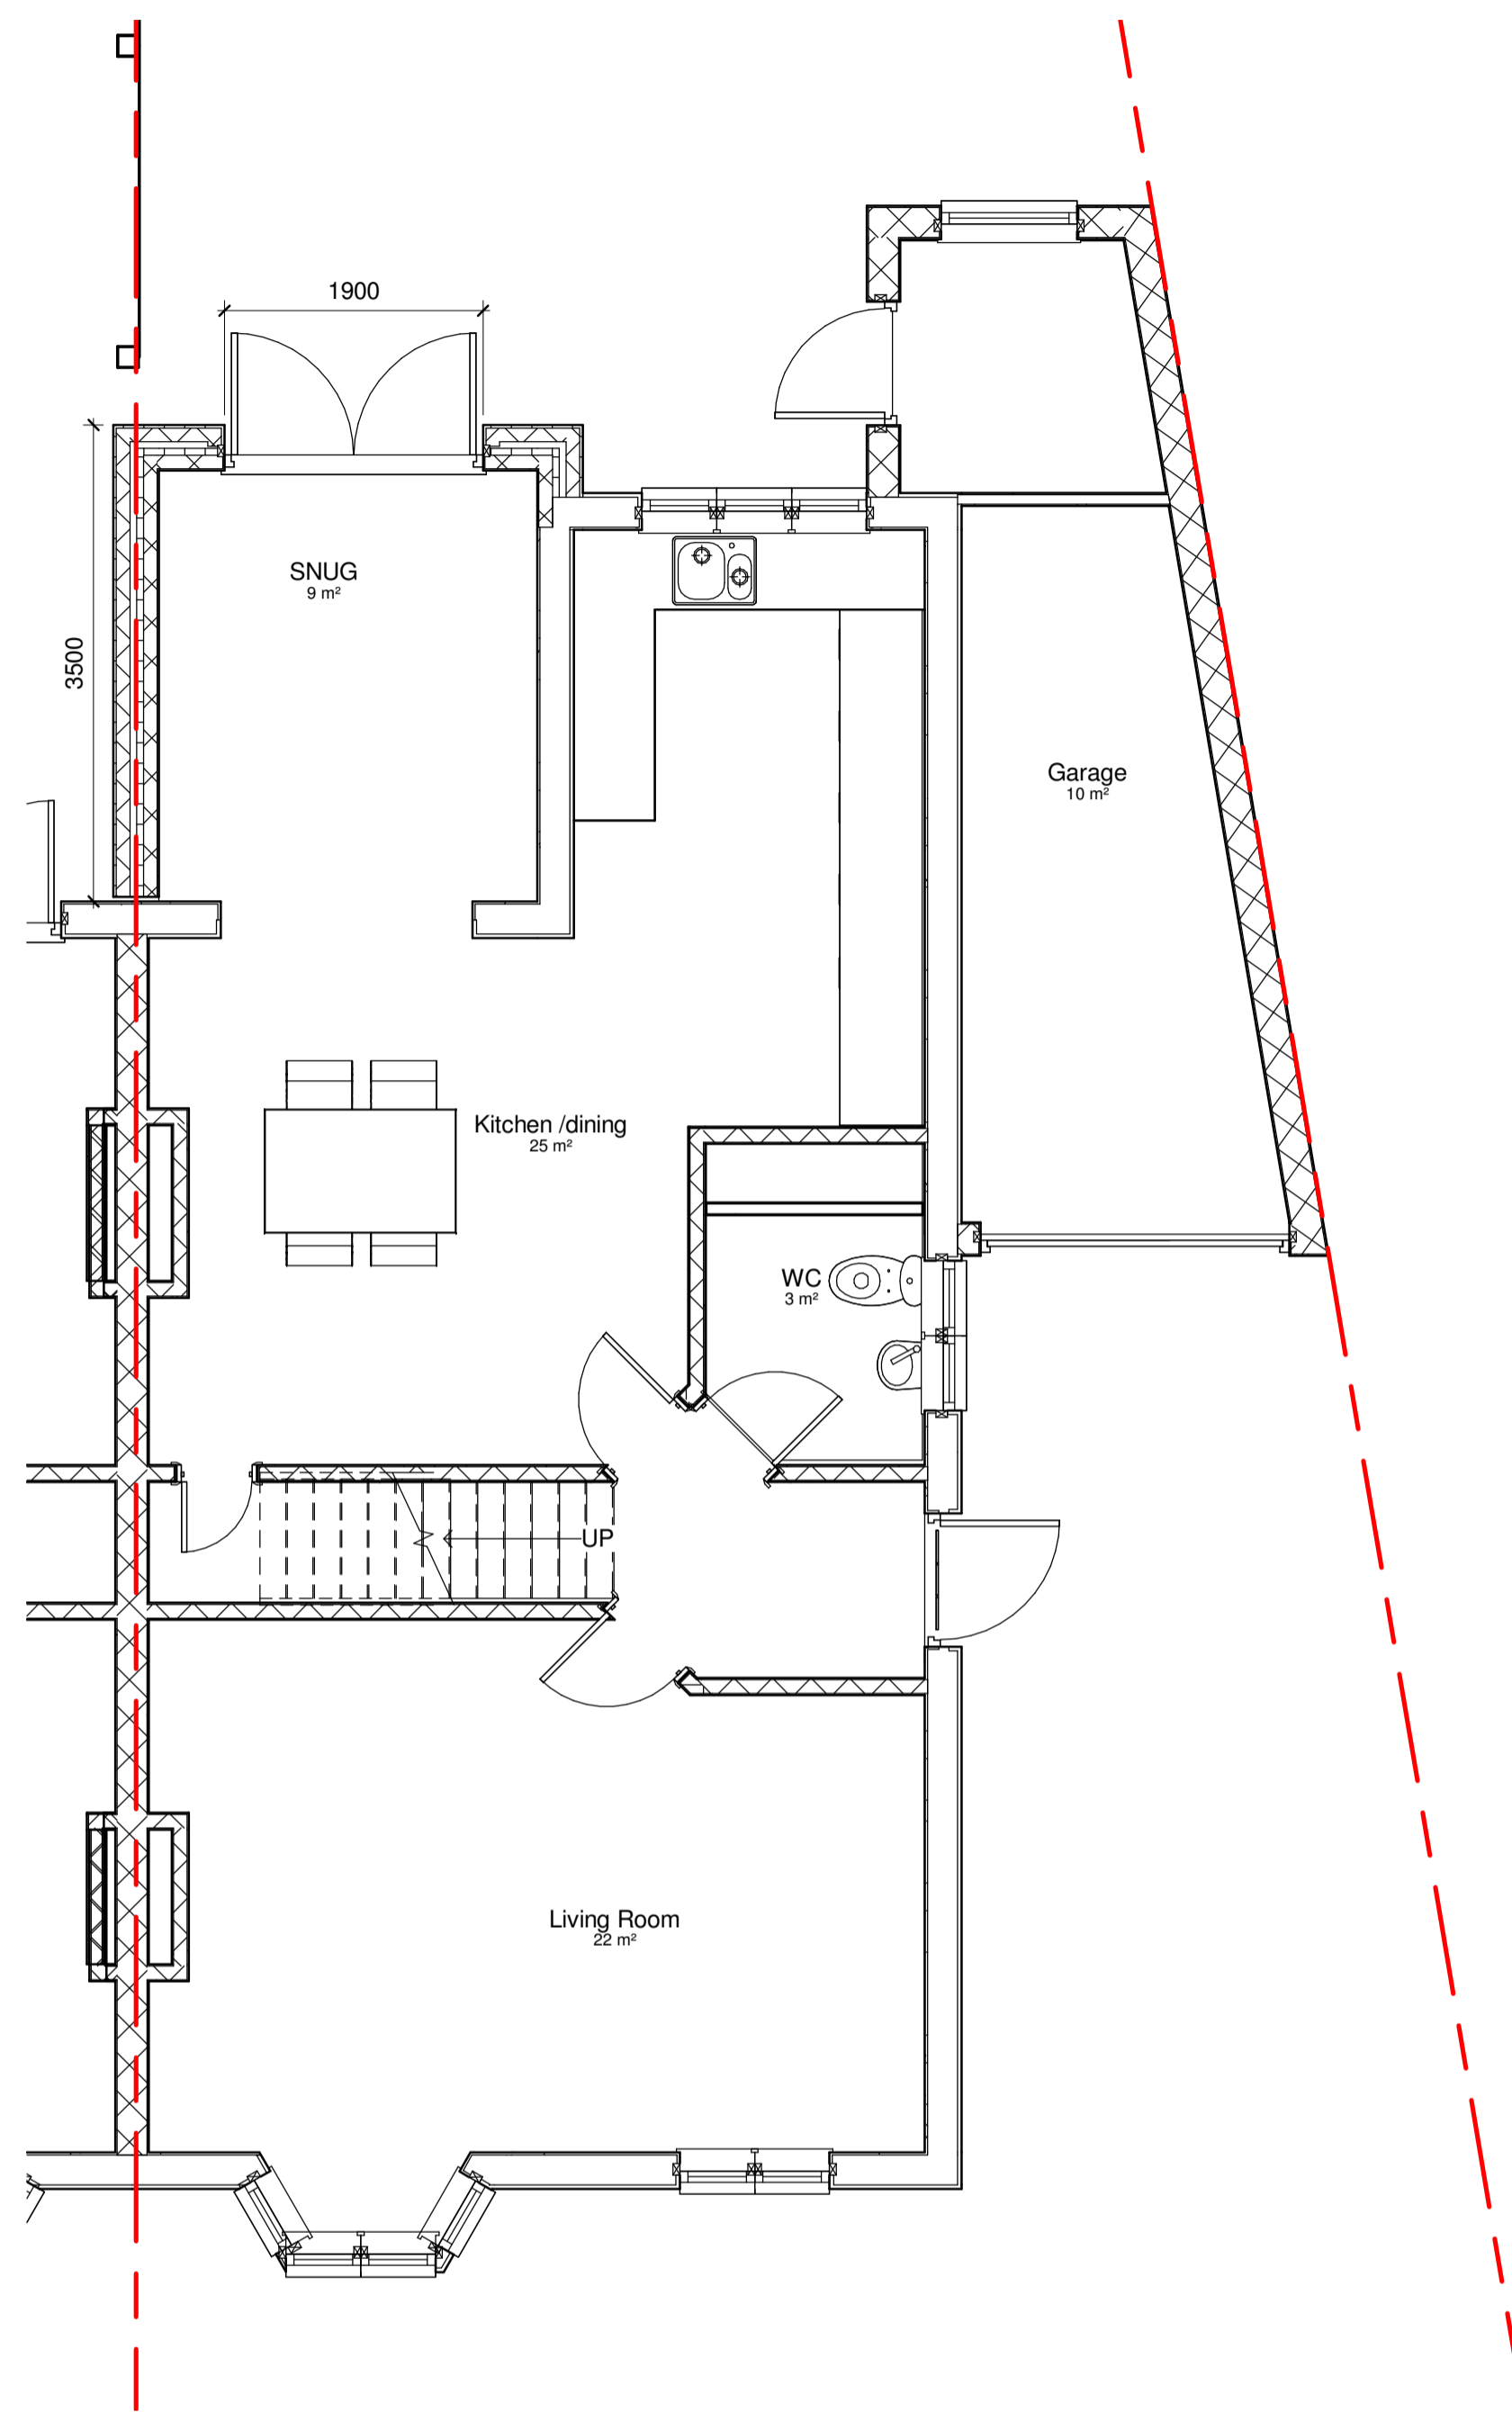 1900
SNUG
9 m²
3500
Garage
10 m²
Kitchen /dining
25 m²
WC
3 m²
UP
Living Room
22 m²